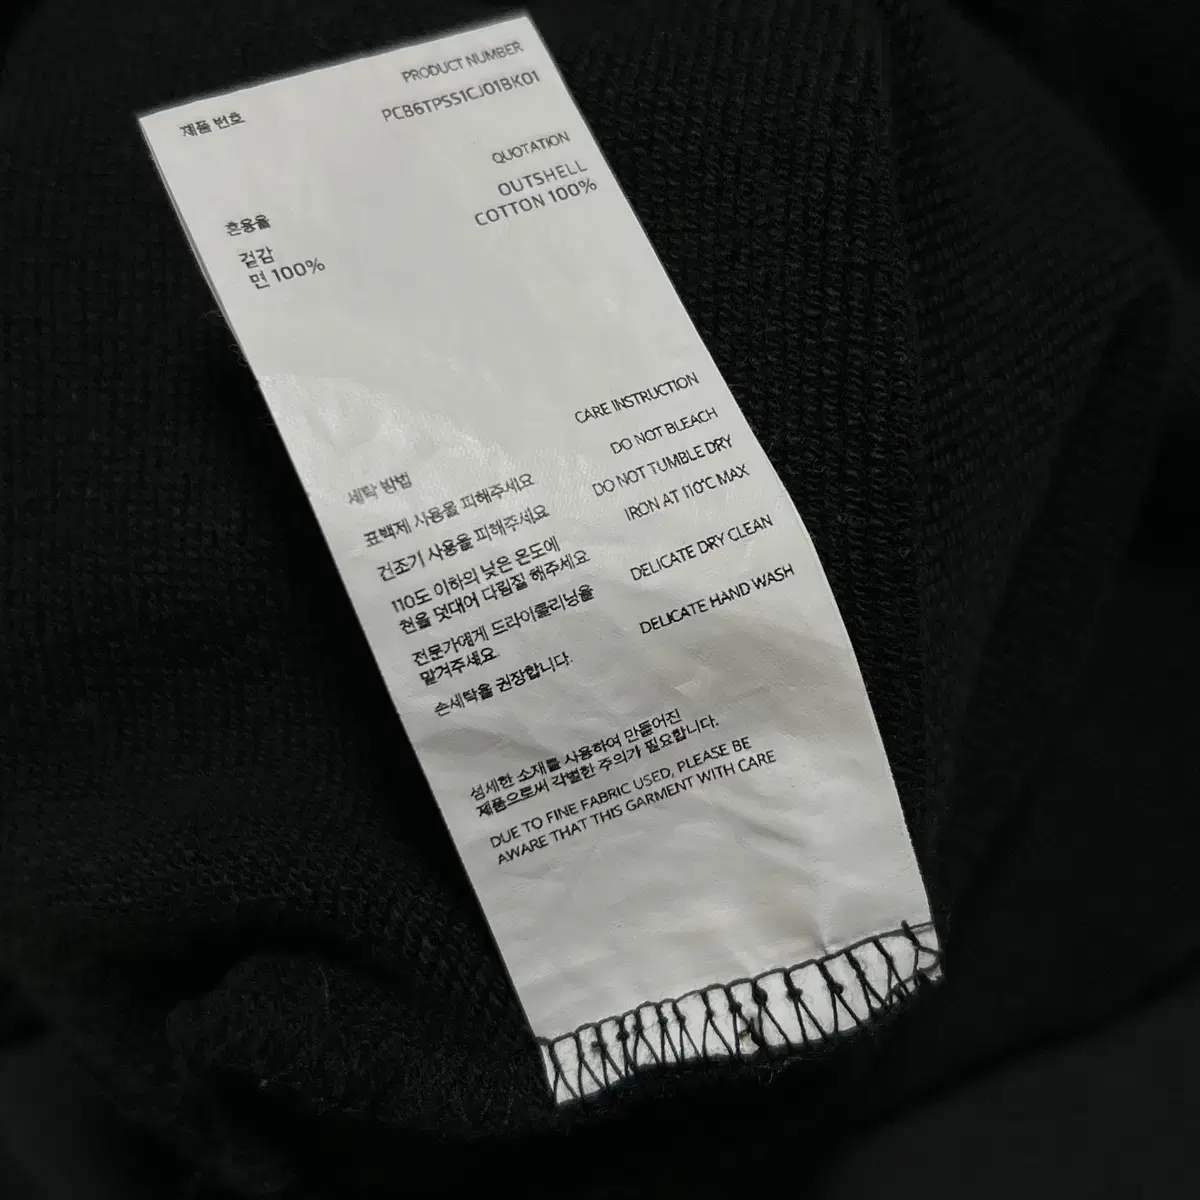 제품 번호
PRODUCT NUMBER
PCB6TPSS1CJ01BK01
혼용율
QUOTATION
겉감
OUTSHELL
면 100%
COTTON 100%
세탁 방법
CARE INSTRUCTION
표백제 사용을 피해주세요
DO NOT BLEACH
건조기 사용을 피해주세요
DO NOT TUMBLE DRY
110도 이하의 낮은 온도에
천을 덧대어 다림질 해주세요
IRON AT 110°C MAX
전문가에게 드라이클리닝을
맡겨주세요.
DELICATE DRY CLEAN
손세탁을 권장합니다.
DELICATE HAND WASH
섬세한 소재를 사용하여 만들어진
제품으로써 각별한 주의가 필요합니다.
DUE TO FINE FABRIC USED, PLEASE BE
AWARE THAT THIS GARMENT WITH CARE